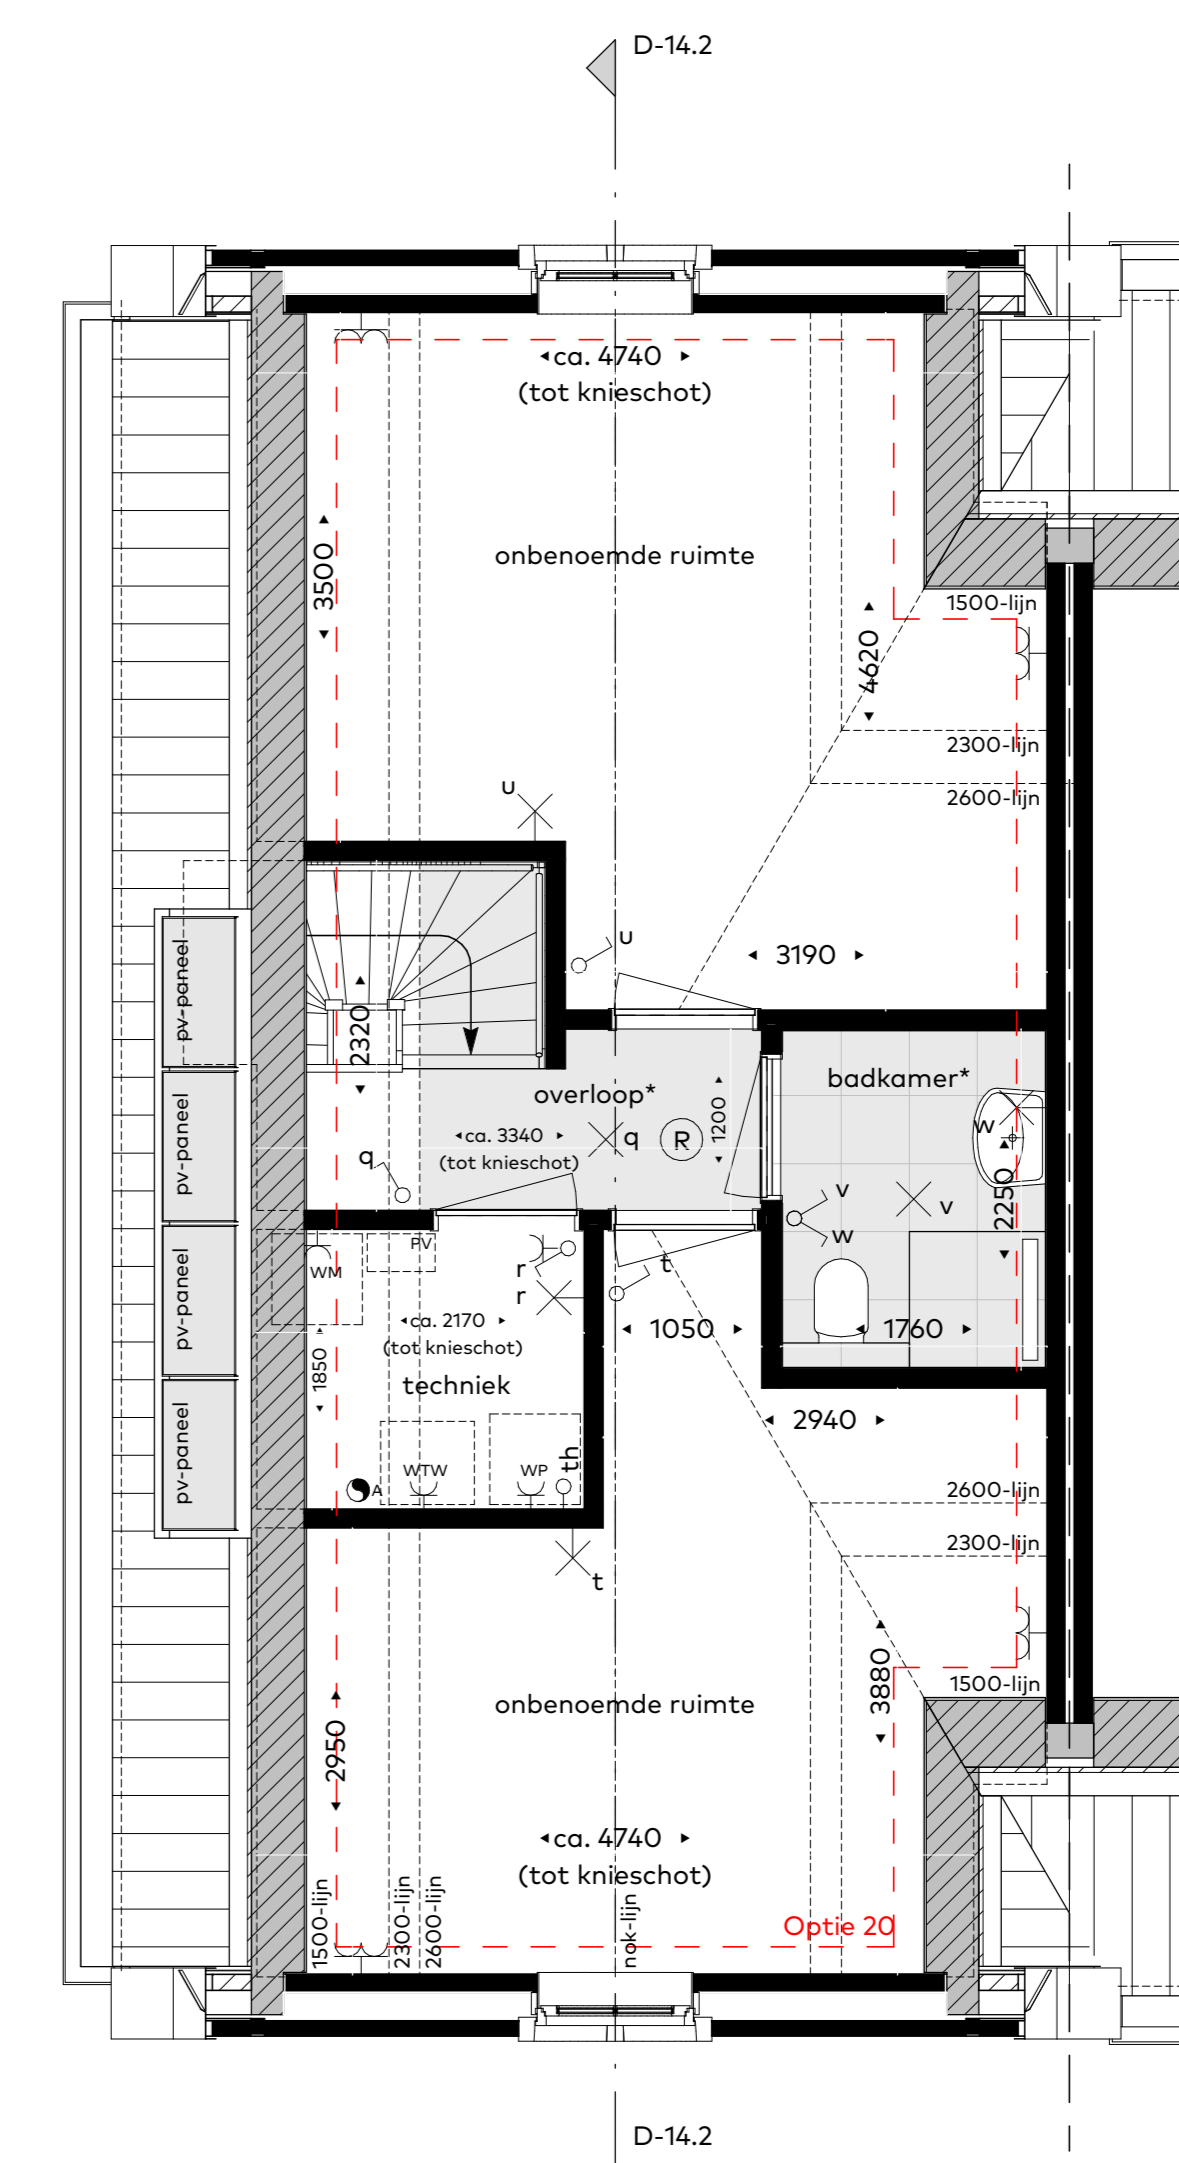 D-14.2
ca. 4740
(tot knieschot)
3500
onbenoemde ruimte
1500-lijn
4620
2300-lijn
2600-lijn
u
u
3190
pv-paneel
2320
overloop*
badkamer*
1200
ca. 3340
(tot knieschot)
q
R
w
q
pv-paneel
v
v
w
2250
PV
WM
r
t
r
ca. 2170
(tot knieschot)
1050
1760
pv-paneel
1850
techniek
2940
pv-paneel
th
WTW
WP
A
2600-lijn
2300-lijn
t
1500-lijn
3880
onbenoemde ruimte
2950
ca. 4740
(tot knieschot)
1500-lijn
2300-lijn
2600-lijn
nok-lijn
Optie 20
D-14.2